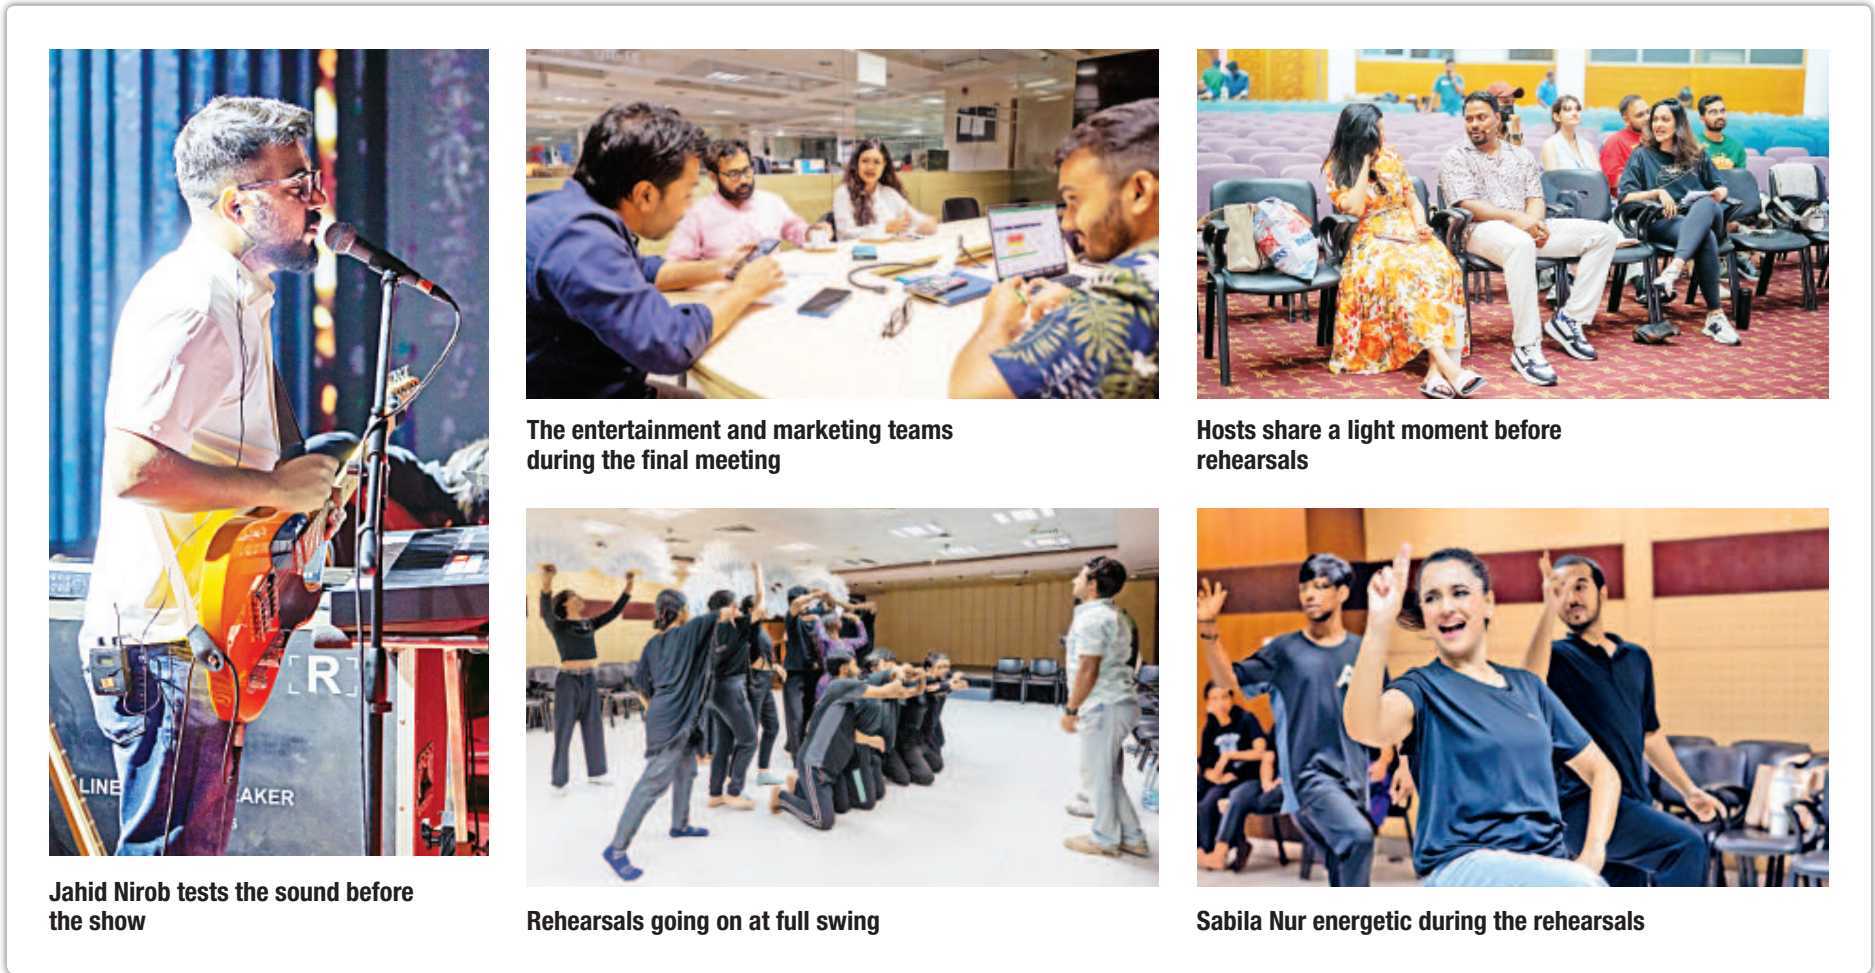 [R]
LINE
AKER
Jahid Nirob tests the sound before
the show
The entertainment and marketing teams
during the final meeting
Hosts share a light moment before
rehearsals
Rehearsals going on at full swing
Sabila Nur energetic during the rehearsals